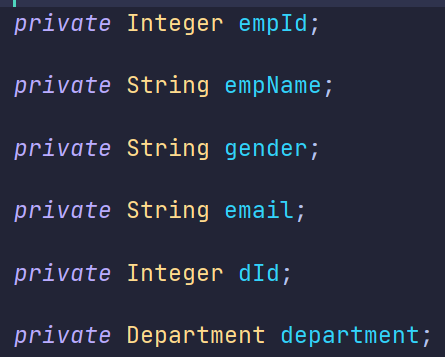 private Integer empId;
private String empName;
private String gender;
private String email;
private Integer dId;
private Department department;